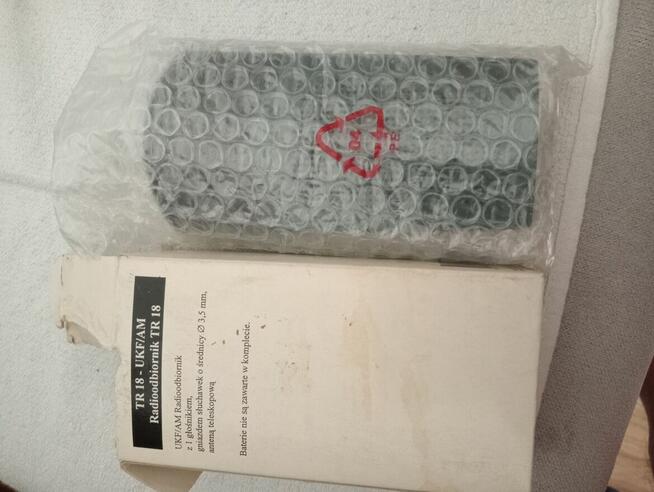 TR 18 - UKF/AM
Radioodbiornik TR 18
UKF/AM Radioodbiornik
z 1 głośnikiem,
gniazdem słuchawek o średnicy ∅ 3,5 mm,
anteną teleskopową
Baterie nie są zawarte w komplecie.
04
PE